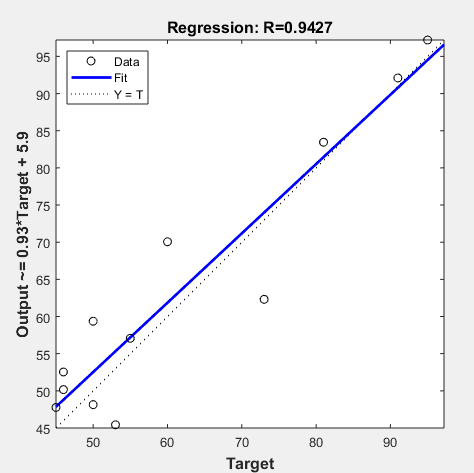 Regression: R=0.9427
Data
Fit
Y = T
95
90
85
80
75
70
65
60
55
50
45
Output ~= 0.93*Target + 5.9
50 60 70 80 90
Target